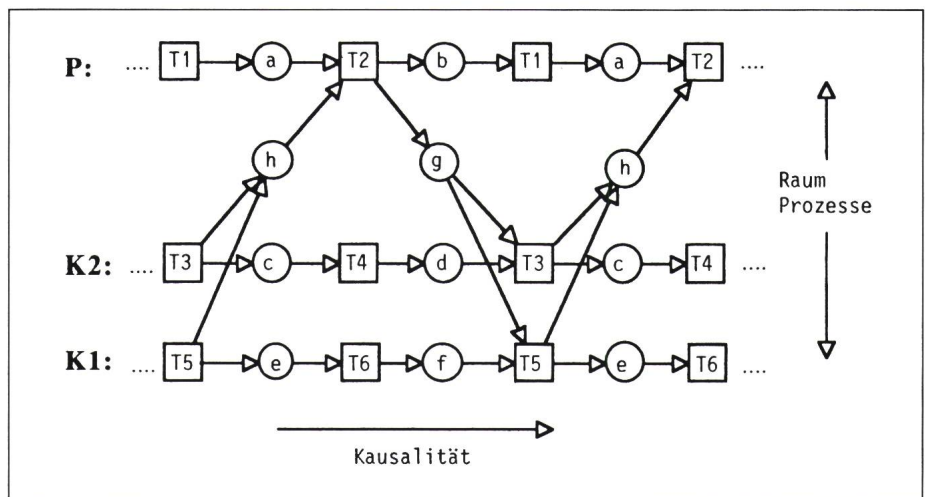 P: .... T1 a T2 b T1 a T2 ....
h g h
Raum
Prozesse
K2: .... T3 c T4 d T3 c T4 ....
K1: .... T5 e T6 f T5 e T6 ....
Kausalität